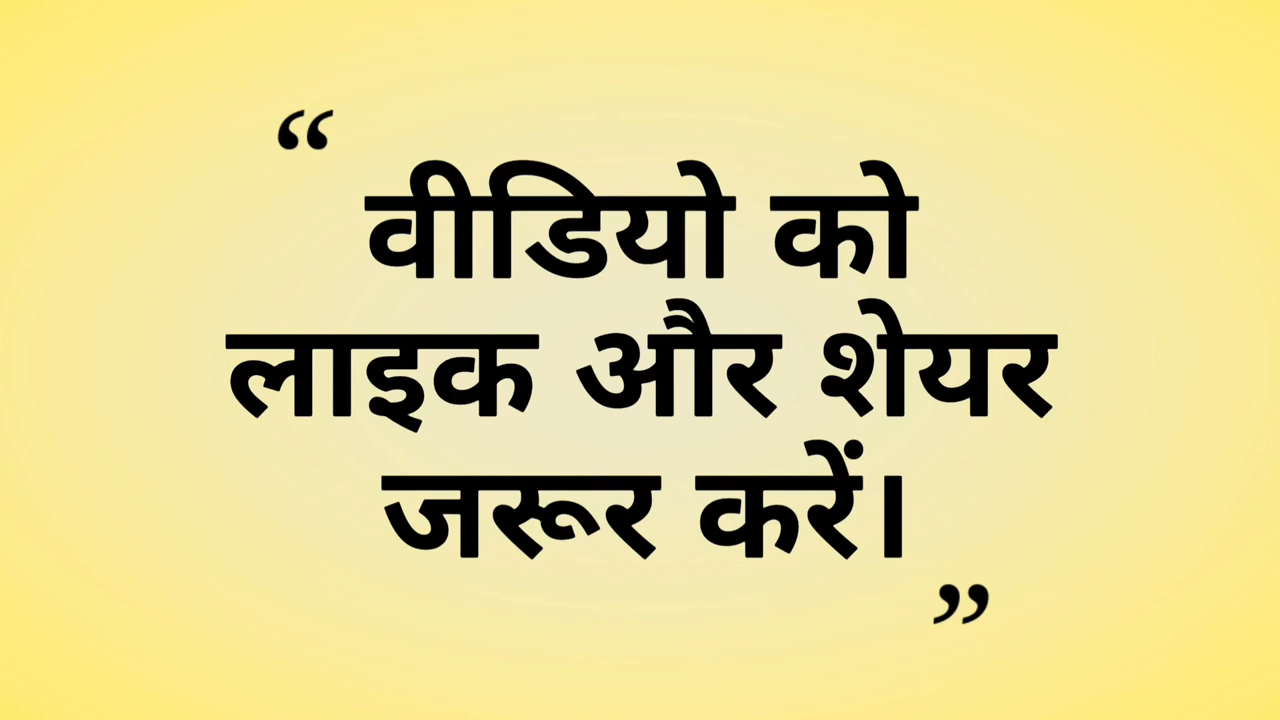 “
वीडियो को
लाइक और शेयर
जरूर करें।
”